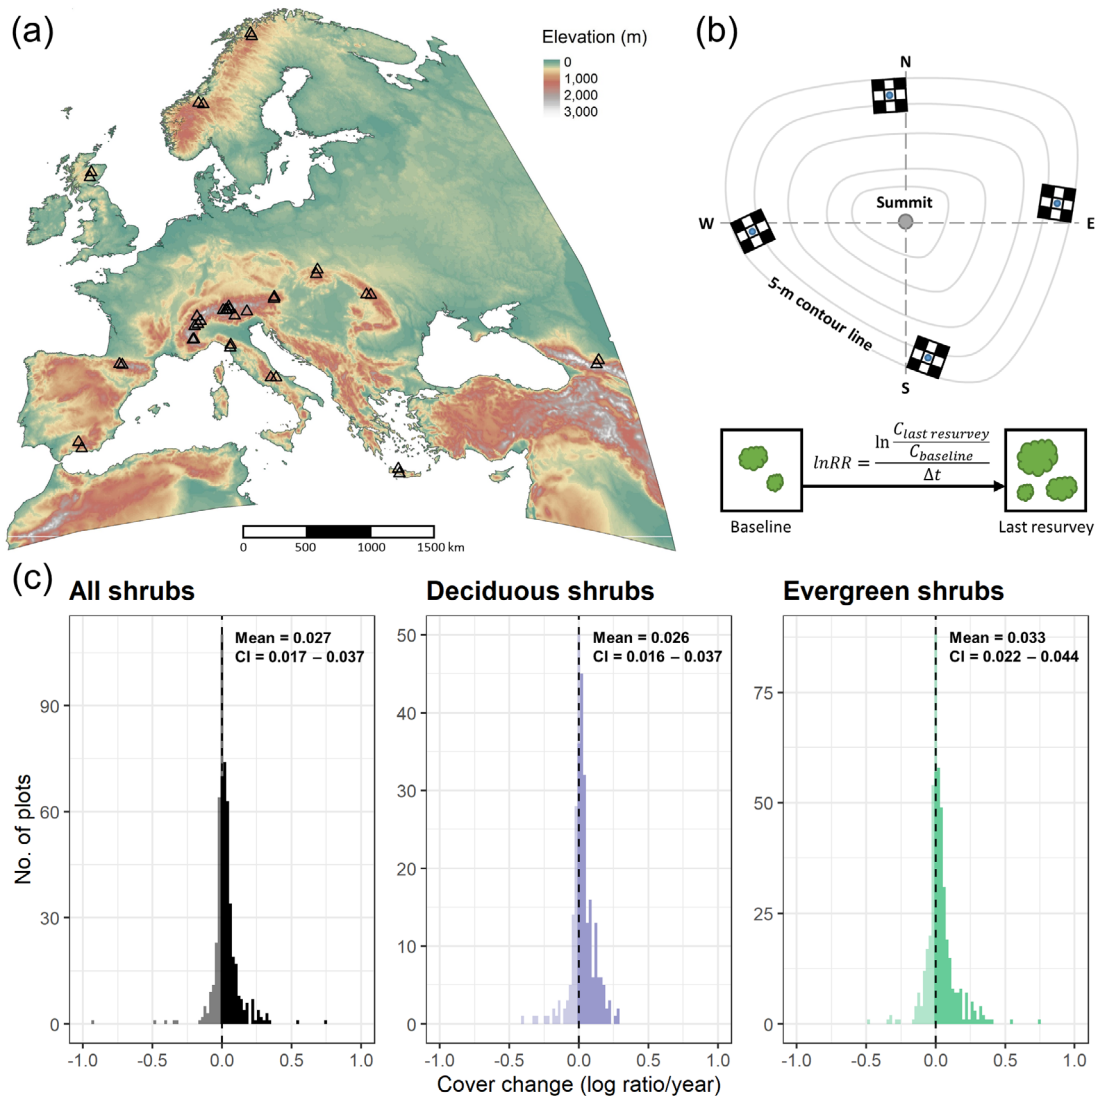 (a)
Elevation (m)
0
1,000
2,000
3,000
0
500
1000
1500 km
(b)
N
Summit
W
E
5-m contour line
S
lnRR = ln C_last resurvey / C_baseline / Δt
Baseline
Last resurvey
(c)
All shrubs
Mean = 0.027
CI = 0.017 – 0.037
No. of plots
90
60
30
0
-1.0
-0.5
0.0
0.5
1.0
Deciduous shrubs
Mean = 0.026
CI = 0.016 – 0.037
50
40
30
20
10
0
-1.0
-0.5
0.0
0.5
1.0
Cover change (log ratio/year)
Evergreen shrubs
Mean = 0.033
CI = 0.022 – 0.044
75
50
25
0
-1.0
-0.5
0.0
0.5
1.0